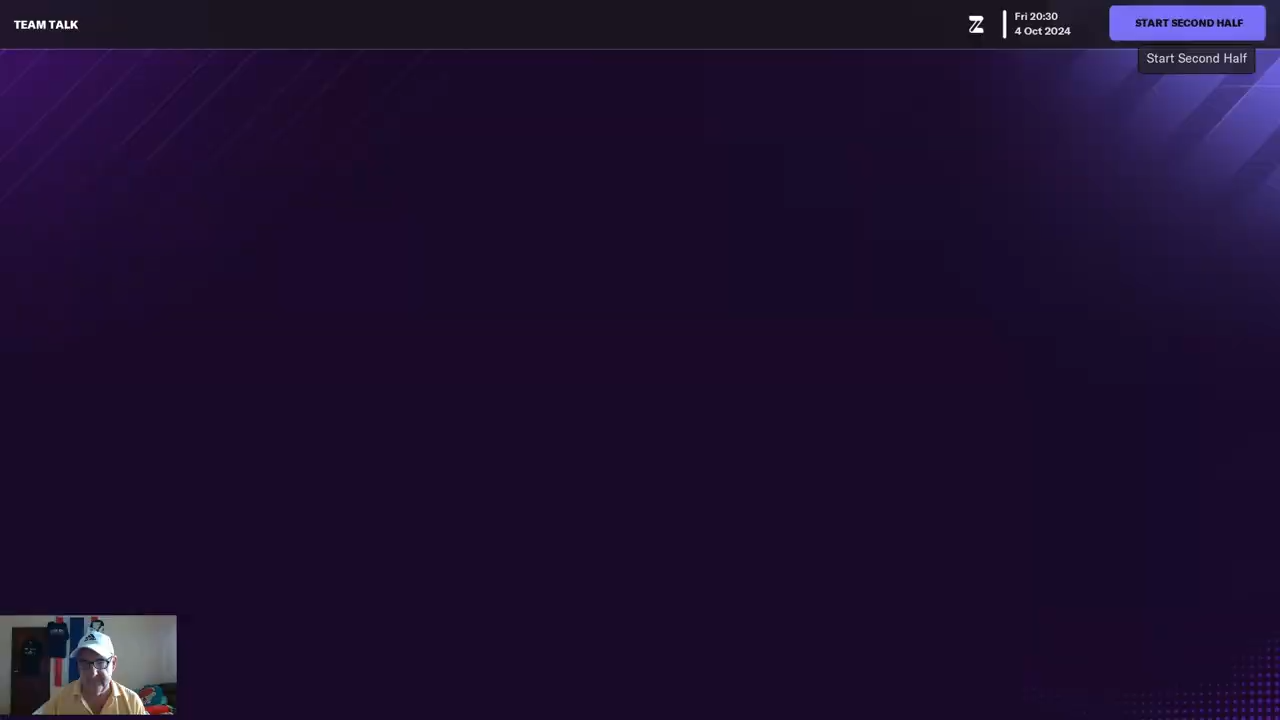 TEAM TALK
Fri 20:30
4 Oct 2024
START SECOND HALF
Start Second Half